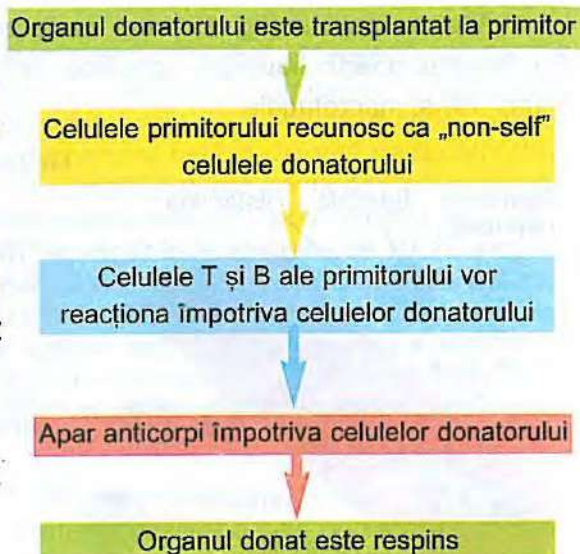 Organul donatorului este transplantat la primitor
Celulele primitorului recunosc ca „non-self”
celulele donatorului
Celulele T și B ale primitorului vor
reacționa împotriva celulelor donatorului
Apar anticorpi împotriva celulelor donatorului
Organul donat este respins